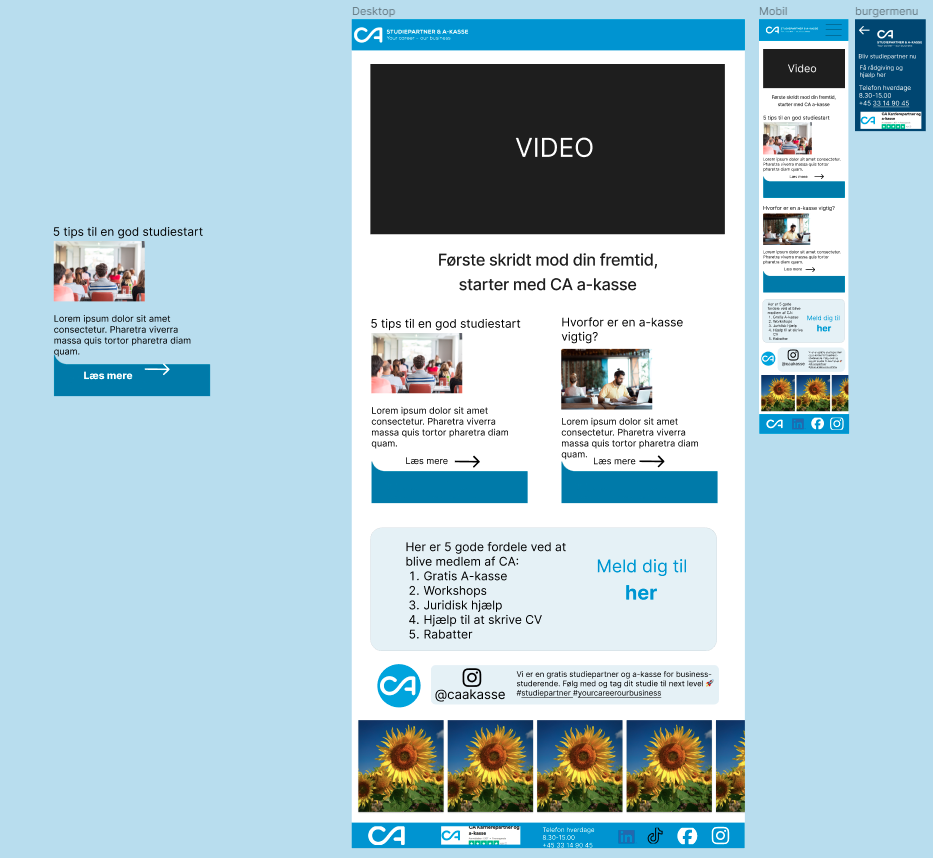 Desktop
Mobil
burgermenu
CA STUDIEPARTNER & A-KASSE
Your career - our business
VIDEO
Første skridt mod din fremtid,
starter med CA a-kasse
5 tips til en god studiestart
Lorem ipsum dolor sit amet
consectetur. Pharetra viverra
massa quis tortor pharetra diam
quam.
Læs mere
5 tips til en god studiestart
Lorem ipsum dolor sit amet
consectetur. Pharetra viverra
massa quis tortor pharetra diam
quam.
Læs mere
Hvorfor er en a-kasse
vigtig?
Lorem ipsum dolor sit amet
consectetur. Pharetra viverra
massa quis tortor pharetra diam
quam.
Læs mere
Her er 5 gode fordele ved at
blive medlem af CA:
1. Gratis A-kasse
2. Workshops
3. Juridisk hjælp
4. Hjælp til at skrive CV
5. Rabatter
Meld dig til
her
CA
@caakasse
Vi er en gratis studiepartner og a-kasse for business-
studerende. Følg med og tag dit studie til next level 🚀
#studiepartner #yourcareerourbusiness
CA
CA
CA Karrierepartner og
a-kasse
Telefon hverdage
8.30-15.00
+45 33 14 90 45
in
CA
Video
Første skridt mod din fremtid,
starter med CA a-kasse
5 tips til en god studiestart
Lorem ipsum dolor sit amet consectetur.
Pharetra viverra massa quis tortor
pharetra diam quam.
Læs mere
Hvorfor er en a-kasse vigtig?
Lorem ipsum dolor sit amet consectetur.
Pharetra viverra massa quis tortor
pharetra diam quam.
Læs mere
Her er 5 gode
fordele ved at blive
medlem af CA:
1. Gratis A-kasse
2. Workshops
3. Juridisk hjælp
4. Hjælp til at skrive
CV
5. Rabatter
Meld dig til
her
CA
@caakasse
CA
in
CA
STUDIEPARTNER & A-KASSE
Bliv studiepartner nu
Få rådgiving og
hjælp her
Telefon hverdage
8.30-15.00
+45 33 14 90 45
CA
CA Karrierepartner og
a-kasse